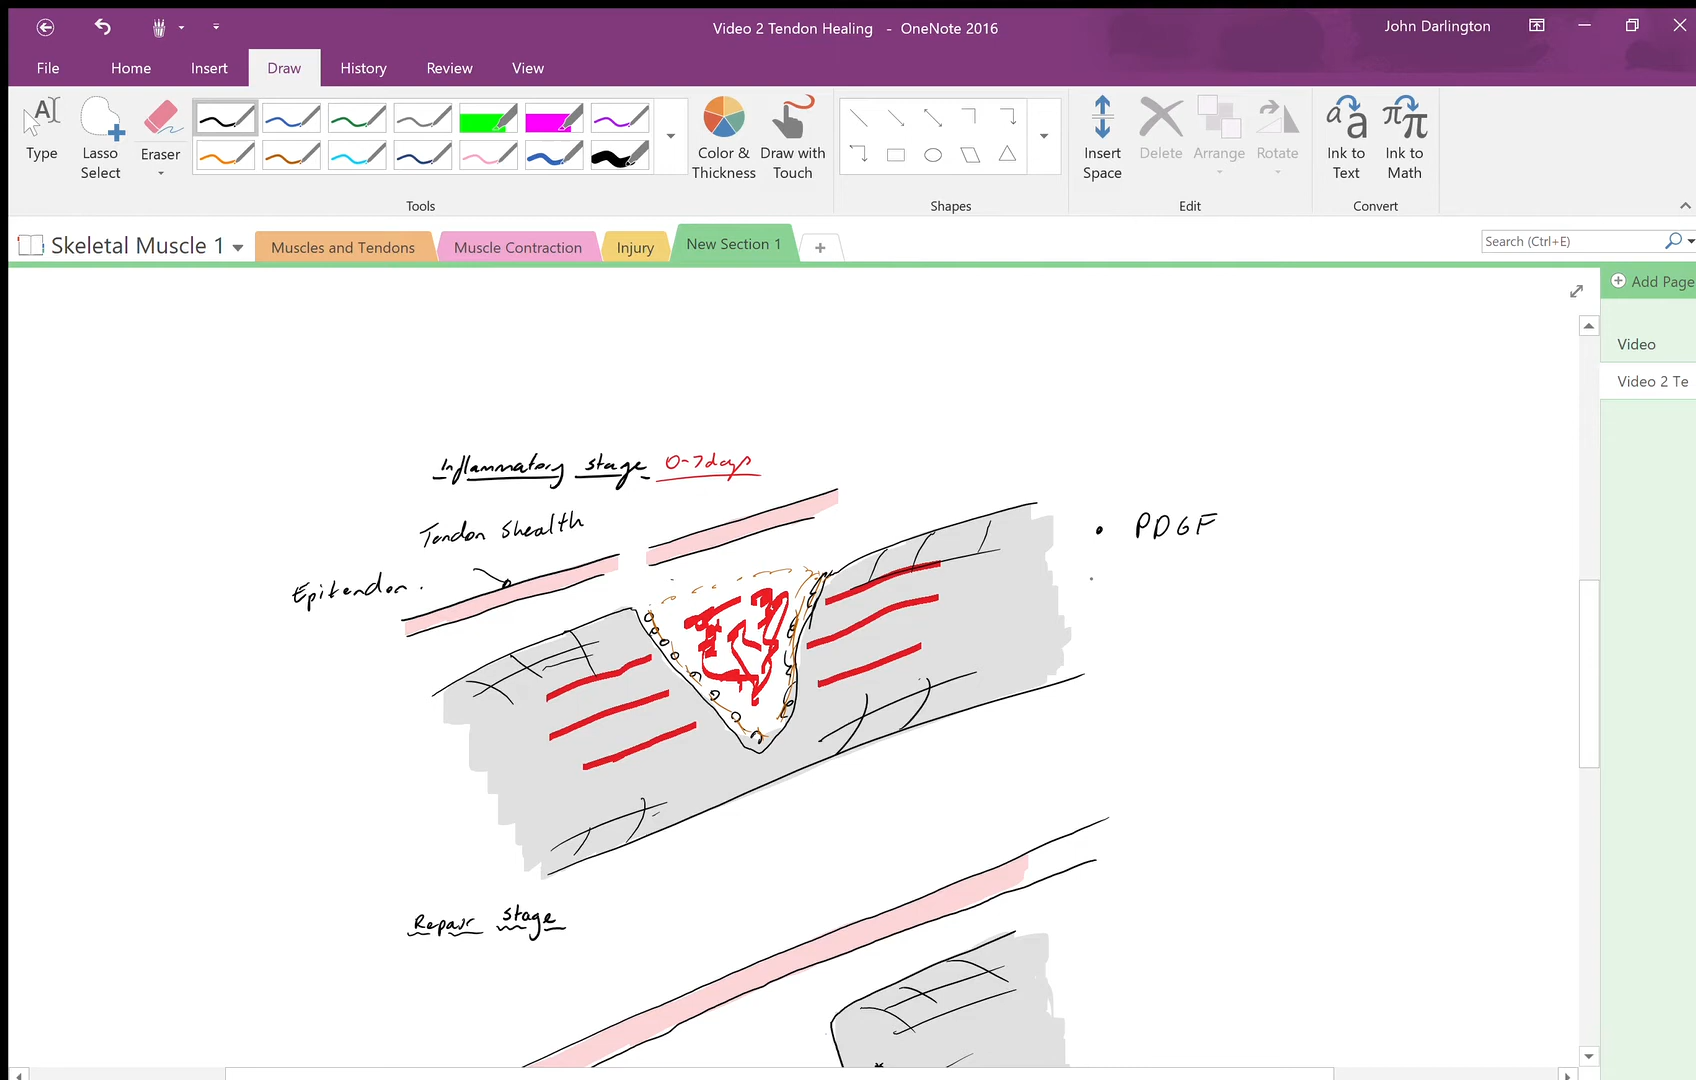 Video 2 Tendon Healing - OneNote 2016
John Darlington
File Home Insert Draw History Review View
Type
Lasso Select
Eraser
Color & Thickness
Draw with Touch
Insert Space
Delete
Arrange
Rotate
Ink to Text
Ink to Math
Tools
Shapes
Edit
Convert
Skeletal Muscle 1
Muscles and Tendons
Muscle Contraction
Injury
New Section 1
Search (Ctrl+E)
Add Page
Video
Video 2 Te
Inflammatory stage 0-7days
Tendon Shealth
• PDGF
Epitendon.
Repair stage